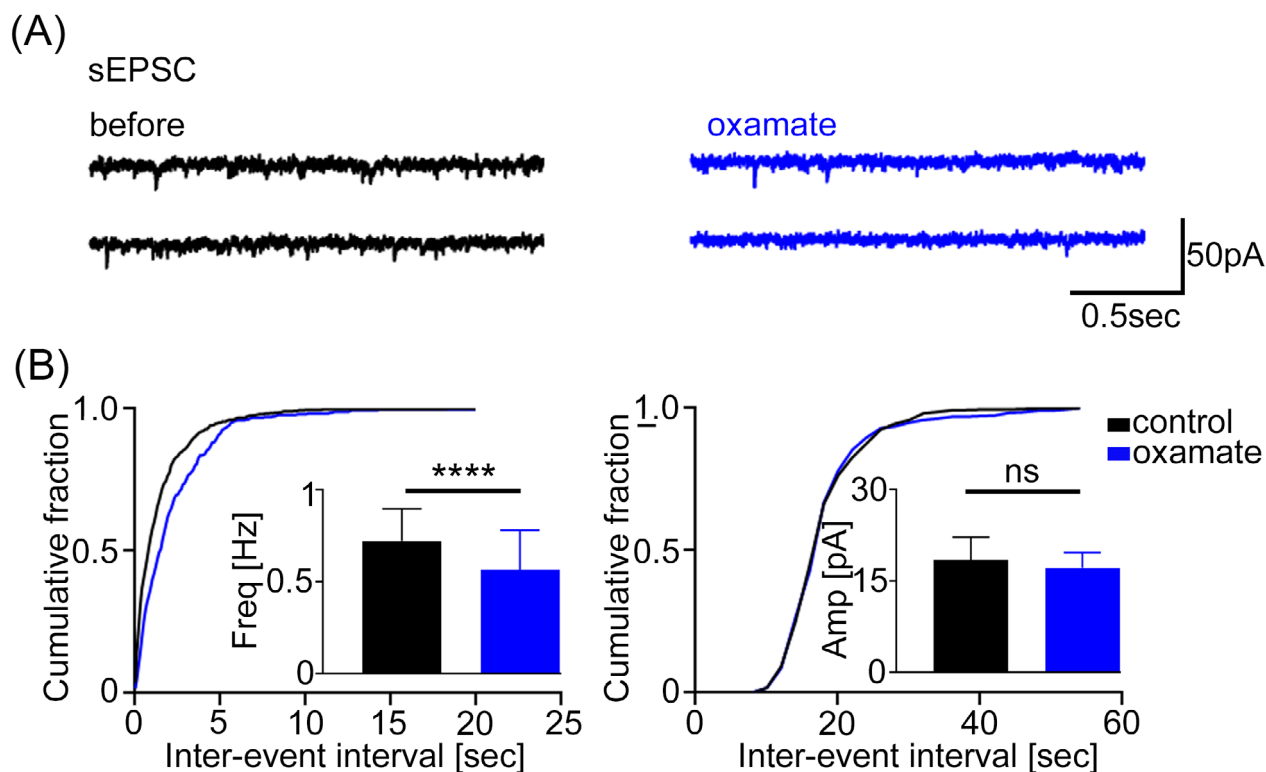 (A)
sEPSC
before
oxamate
50pA
0.5sec
(B)
Cumulative fraction
1.0
0.5
0
0 5 10 15 20 25
Inter-event interval [sec]
Freq [Hz]
1
0.5
0
****
Cumulative fraction
1.0
0.5
0
0 20 40 60
Inter-event interval [sec]
Amp [pA]
30
15
0
ns
control
oxamate